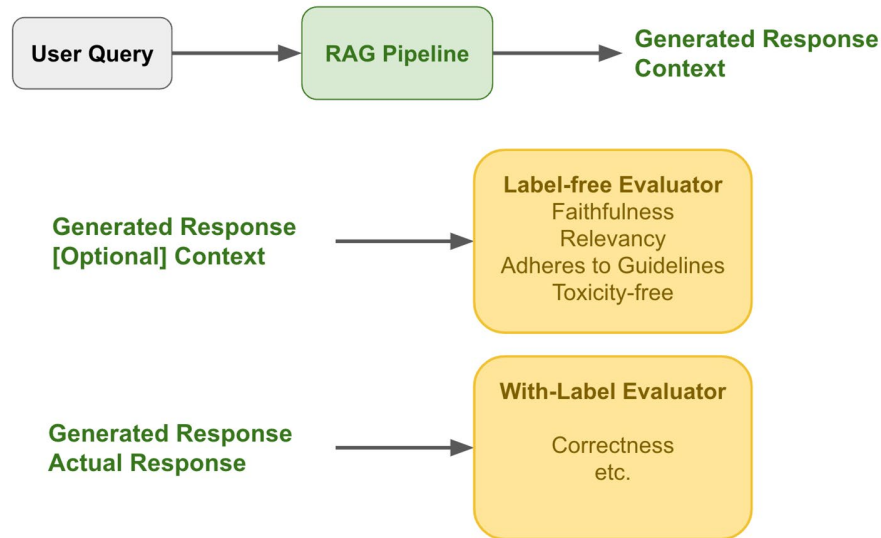 User Query
RAG Pipeline
Generated Response
Context
Generated Response
[Optional] Context
Label-free Evaluator
Faithfulness
Relevancy
Adheres to Guidelines
Toxicity-free
Generated Response
Actual Response
With-Label Evaluator
Correctness
etc.